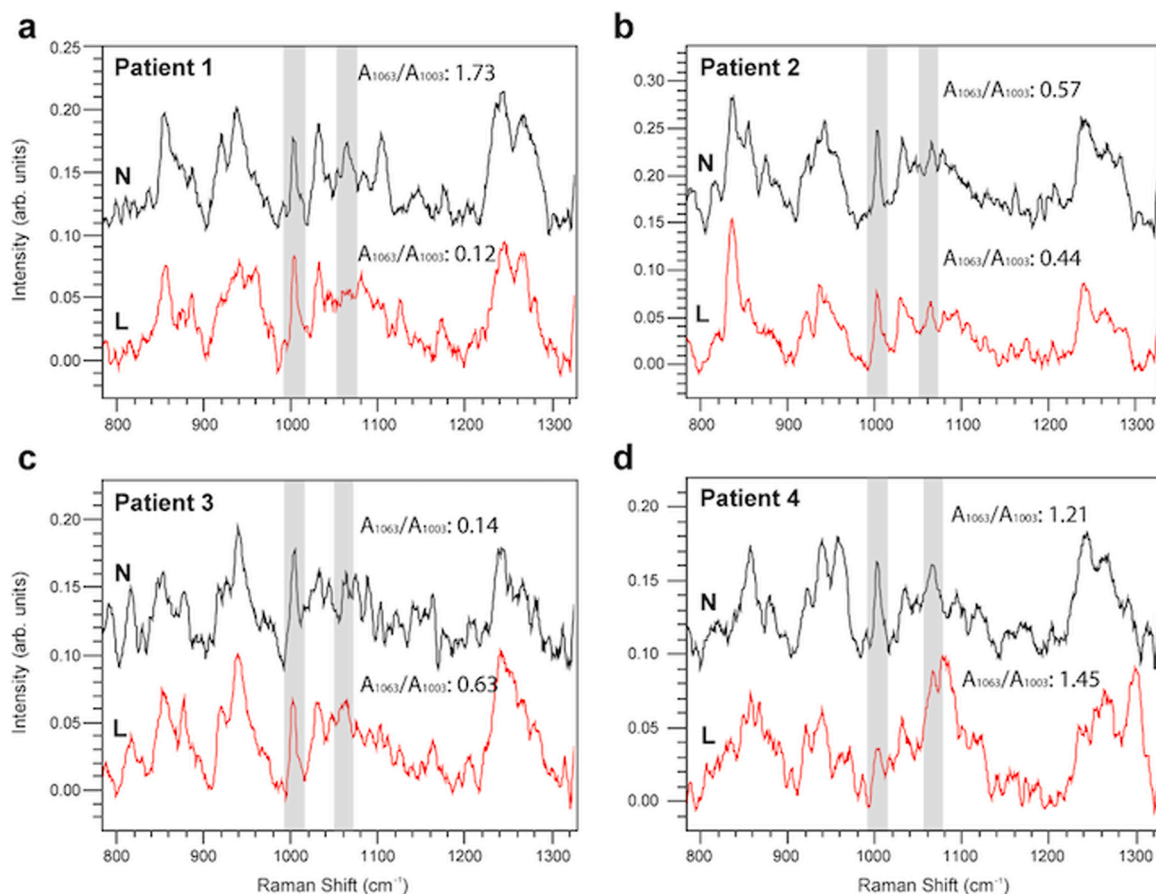 a
Patient 1
A1063/A1003: 1.73
N
A1063/A1003: 0.12
L
0.25
0.20
0.15
0.10
0.05
0.00
Intensity (arb. units)
800 900 1000 1100 1200 1300
b
Patient 2
A1063/A1003: 0.57
N
A1063/A1003: 0.44
L
0.30
0.25
0.20
0.15
0.10
0.05
0.00
800 900 1000 1100 1200 1300
c
Patient 3
A1063/A1003: 0.14
N
A1063/A1003: 0.63
L
0.20
0.15
0.10
0.05
0.00
Intensity (arb. units)
800 900 1000 1100 1200 1300
Raman Shift (cm⁻¹)
d
Patient 4
A1063/A1003: 1.21
N
A1063/A1003: 1.45
L
0.20
0.15
0.10
0.05
0.00
800 900 1000 1100 1200 1300
Raman Shift (cm⁻¹)